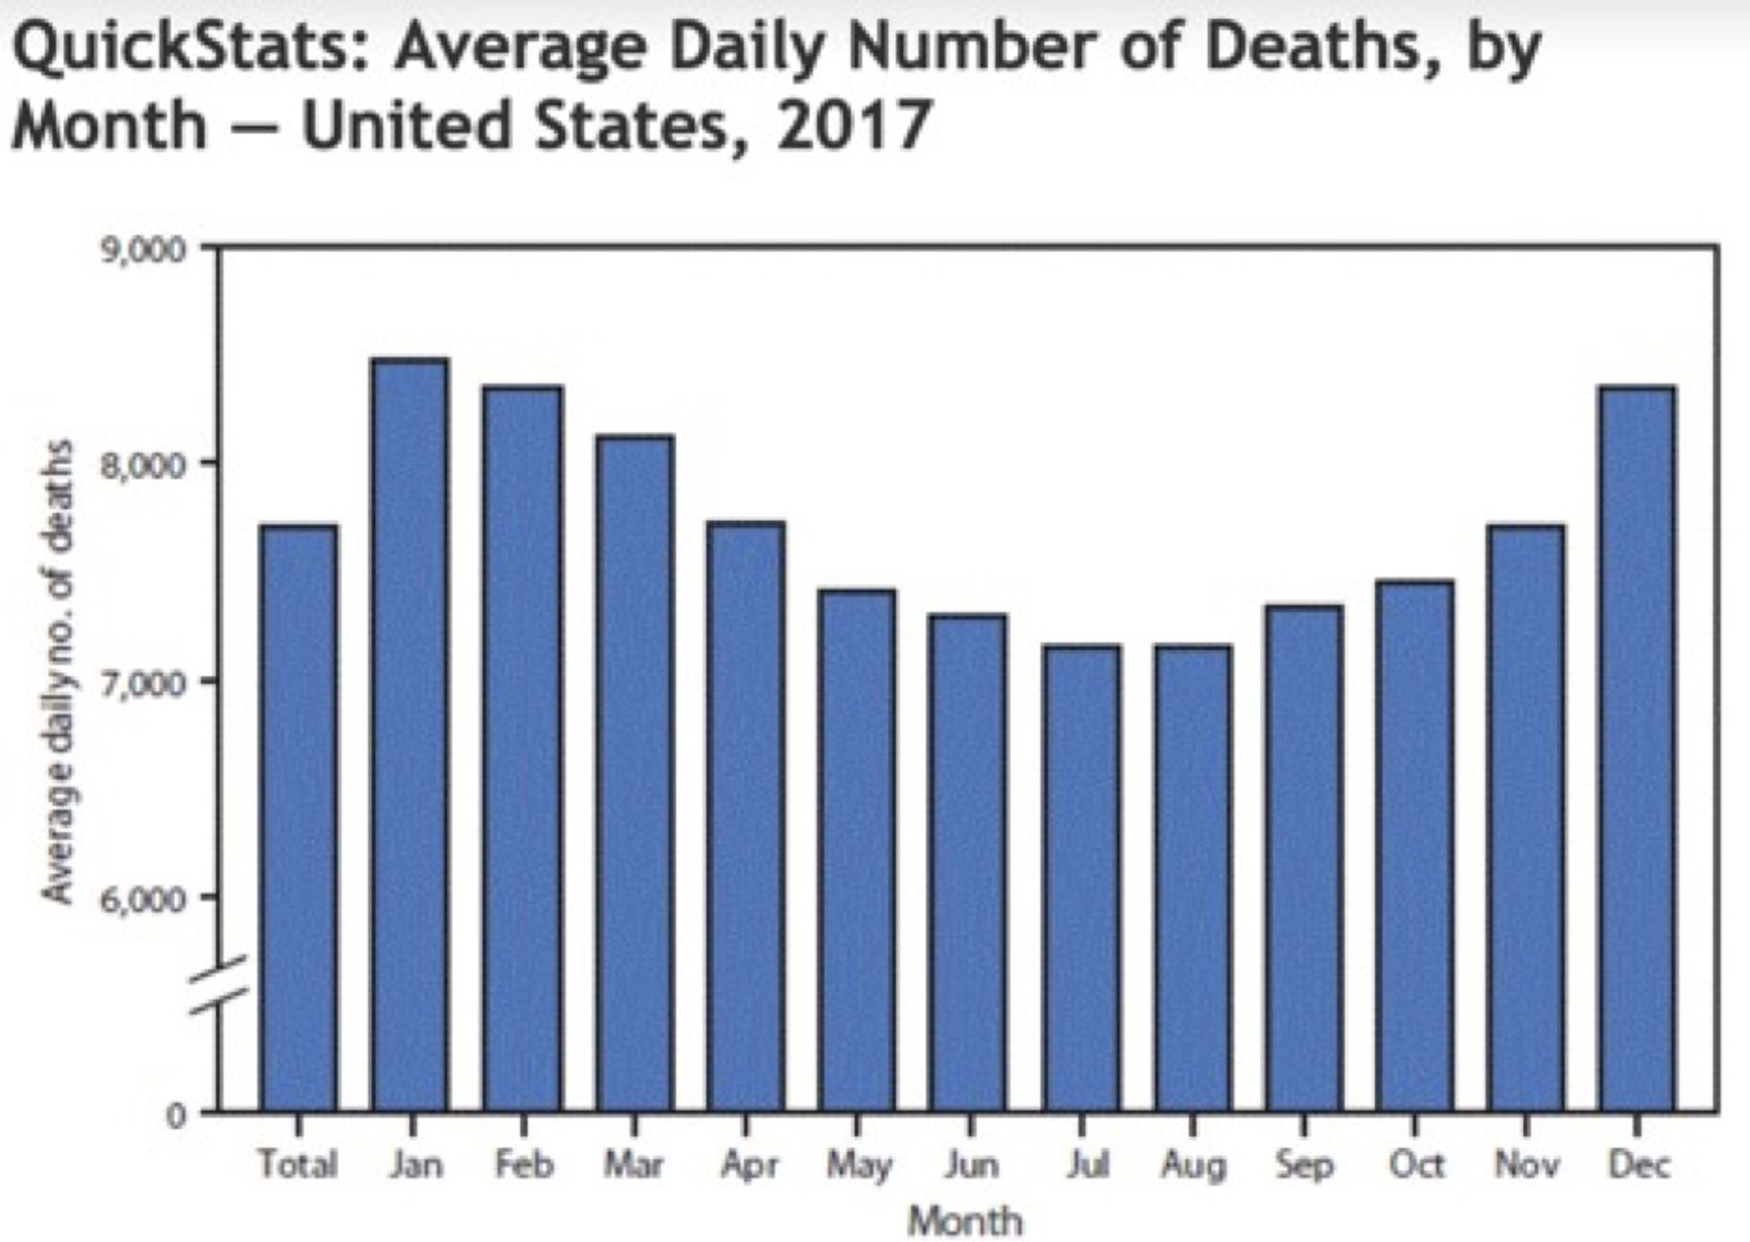 QuickStats: Average Daily Number of Deaths, by
Month — United States, 2017
9,000
8,000
7,000
6,000
0
Average daily no. of deaths
Total Jan Feb Mar Apr May Jun Jul Aug Sep Oct Nov Dec
Month